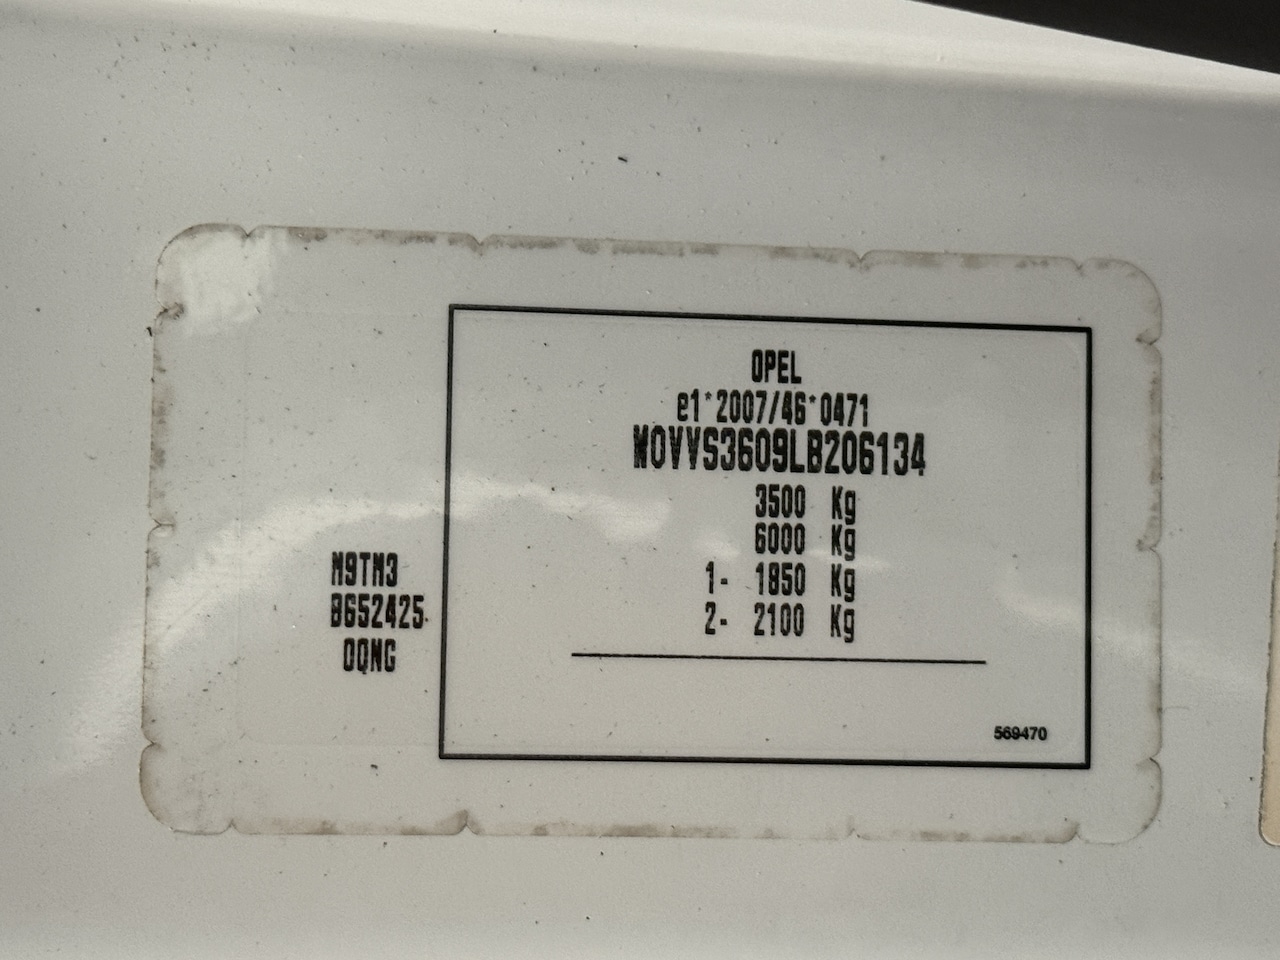 OPEL
e1*2007/46*0471
W0VVS3609LB206134
3500 Kg
6000 Kg
1- 1850 Kg
2- 2100 Kg
M9TM3
B652425
0QNG
569470